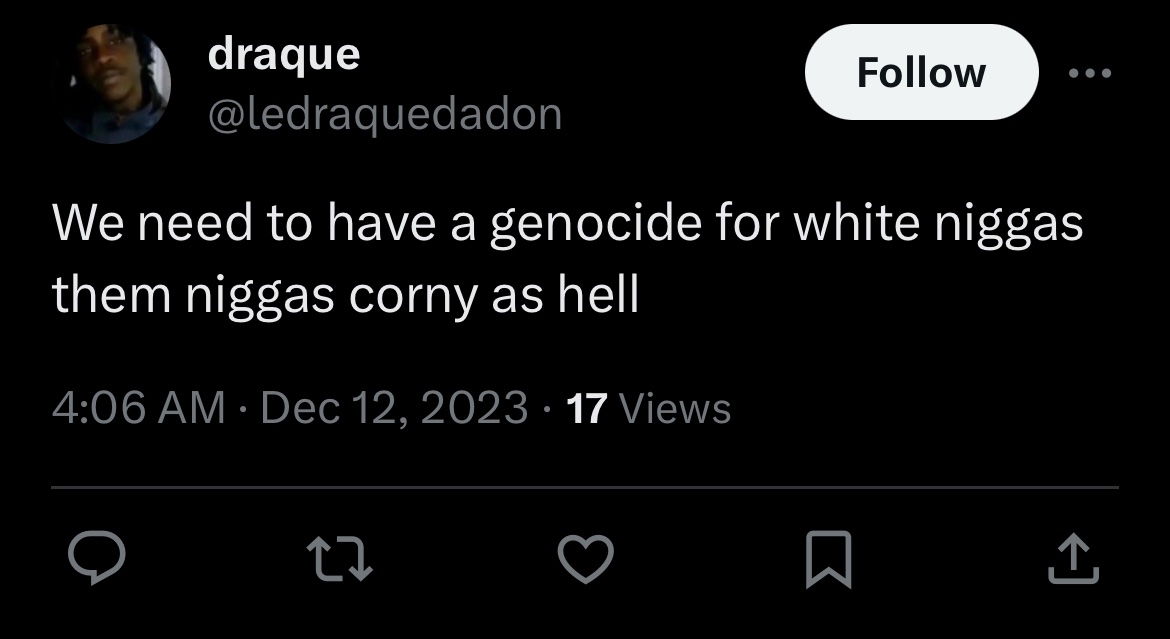 draque
Follow
@ledraquedadon
We need to have a genocide for white niggas
them niggas corny as hell
4:06 AM · Dec 12, 2023 · 17 Views